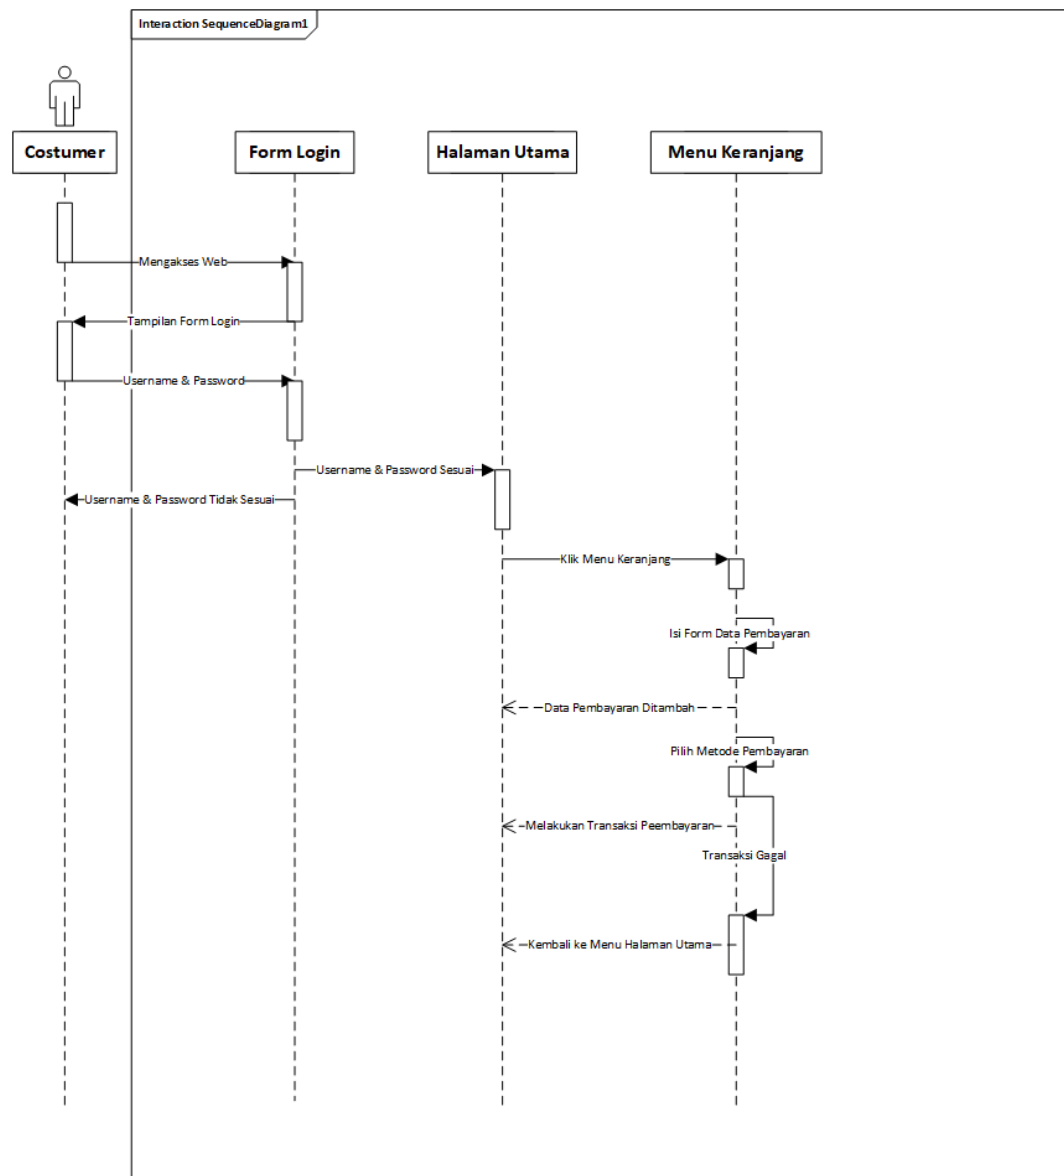 Interaction SequenceDiagram1
Costumer
Form Login
Halaman Utama
Menu Keranjang
Mengakses Web
Tampilan Form Login
Username & Password
Username & Password Sesuai
Username & Password Tidak Sesuai
Klik Menu Keranjang
Isi Form Data Pembayaran
Data Pembayaran Ditambah
Pilih Metode Pembayaran
Melakukan Transaksi Peembayaran
Transaksi Gagal
Kembali ke Menu Halaman Utama